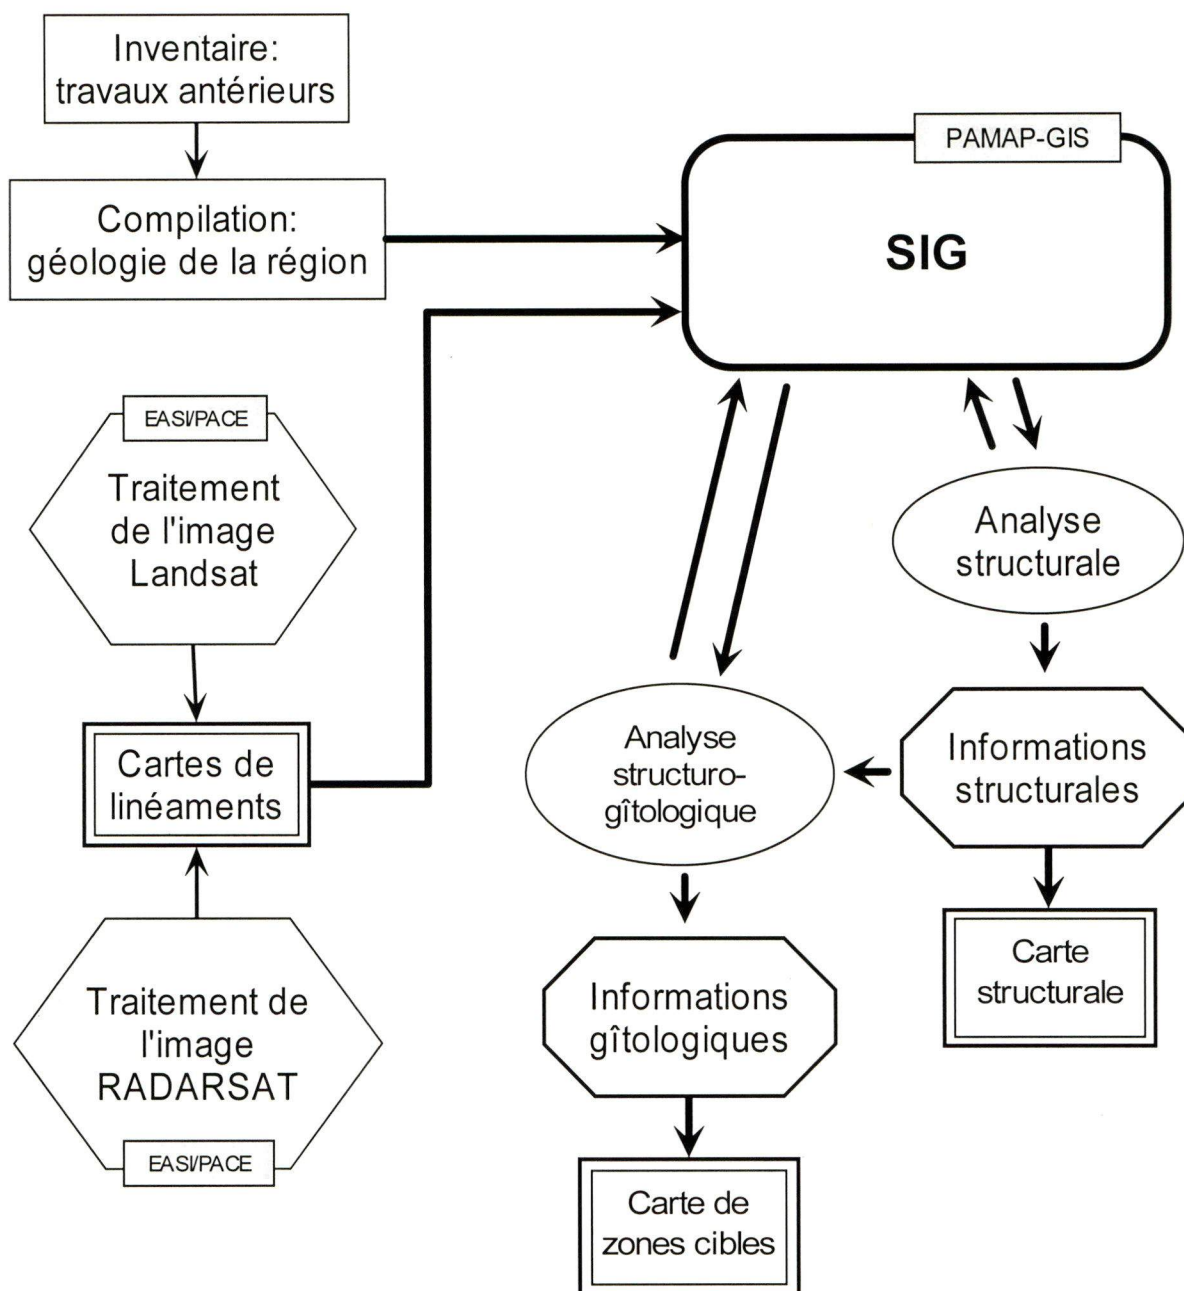 Inventaire:
travaux antérieurs
Compilation:
géologie de la région
PAMAP-GIS
SIG
EASI/PACE
Traitement
de l'image
Landsat
Cartes de
linéaments
Traitement de
l'image
RADARSAT
EASI/PACE
Analyse
structurale
Informations
structurales
Carte
structurale
Analyse
structuro-
gîtologique
Informations
gîtologiques
Carte de
zones cibles